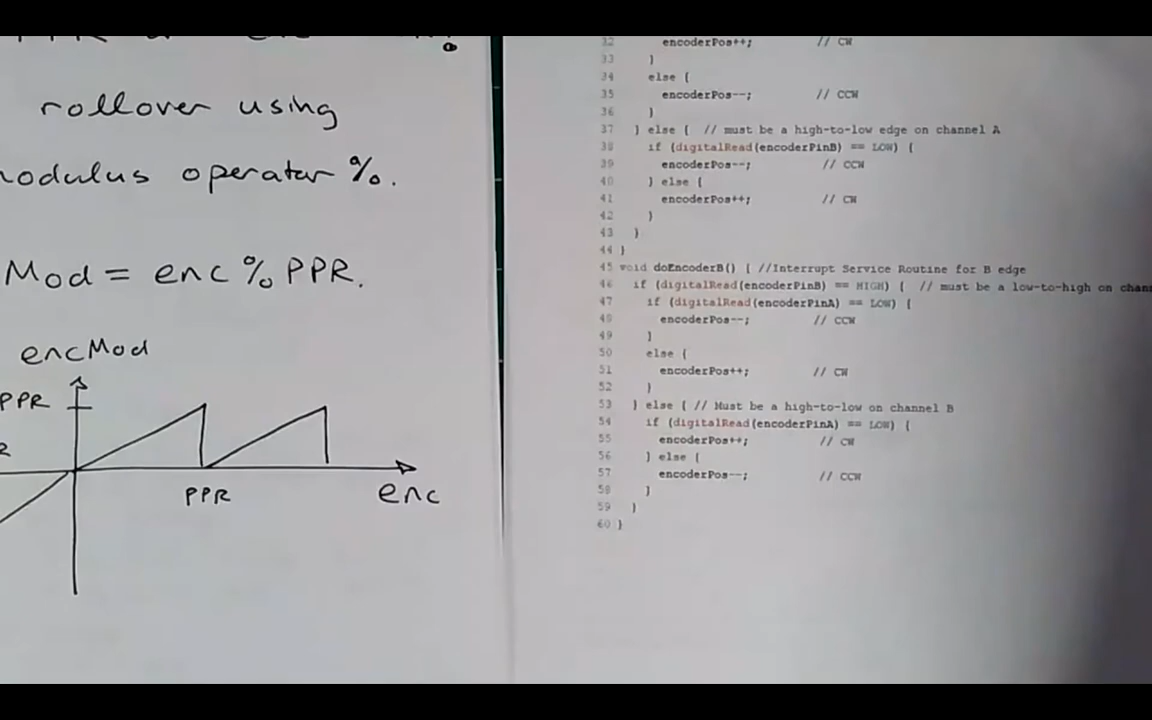 rollover using
modulus operator %.
Mod = enc % PPR.
encMod
PPR
PPR
enc
32 encoderPos++; // CW
33 }
34 else {
35 encoderPos--; // CCW
36 }
37 } else { // must be a high-to-low edge on channel A
38 if (digitalRead(encoderPinB) == LOW) {
39 encoderPos--; // CCW
40 } else {
41 encoderPos++; // CW
42 }
43 }
44 }
45 void doEncoderB() { //Interrupt Service Routine for B edge
46 if (digitalRead(encoderPinB) == HIGH) { // must be a low-to-high on chan
47 if (digitalRead(encoderPinA) == LOW) {
48 encoderPos--; // CCW
49 }
50 else {
51 encoderPos++; // CW
52 }
53 } else { // Must be a high-to-low on channel B
54 if (digitalRead(encoderPinA) == LOW) {
55 encoderPos++; // CW
56 } else {
57 encoderPos--; // CCW
58 }
59 }
60 }